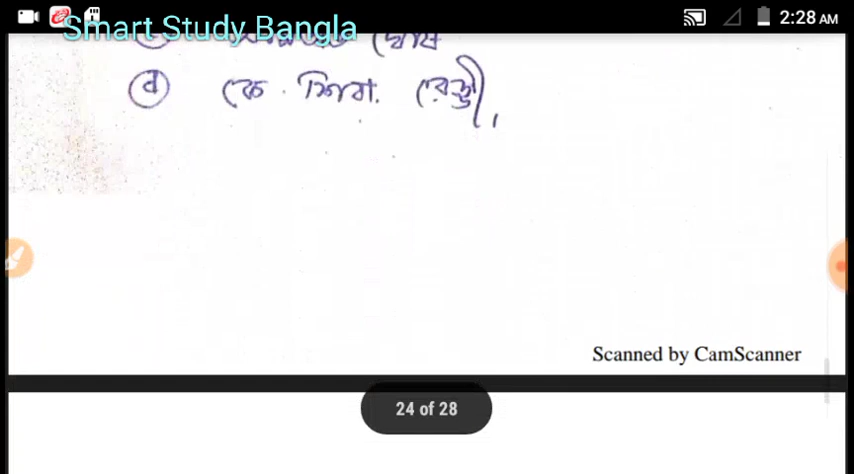 Smart Study Bangla
2:28 AM
ঘোষ
d কে. শিবা. রেড্ডী,
Scanned by CamScanner
24 of 28